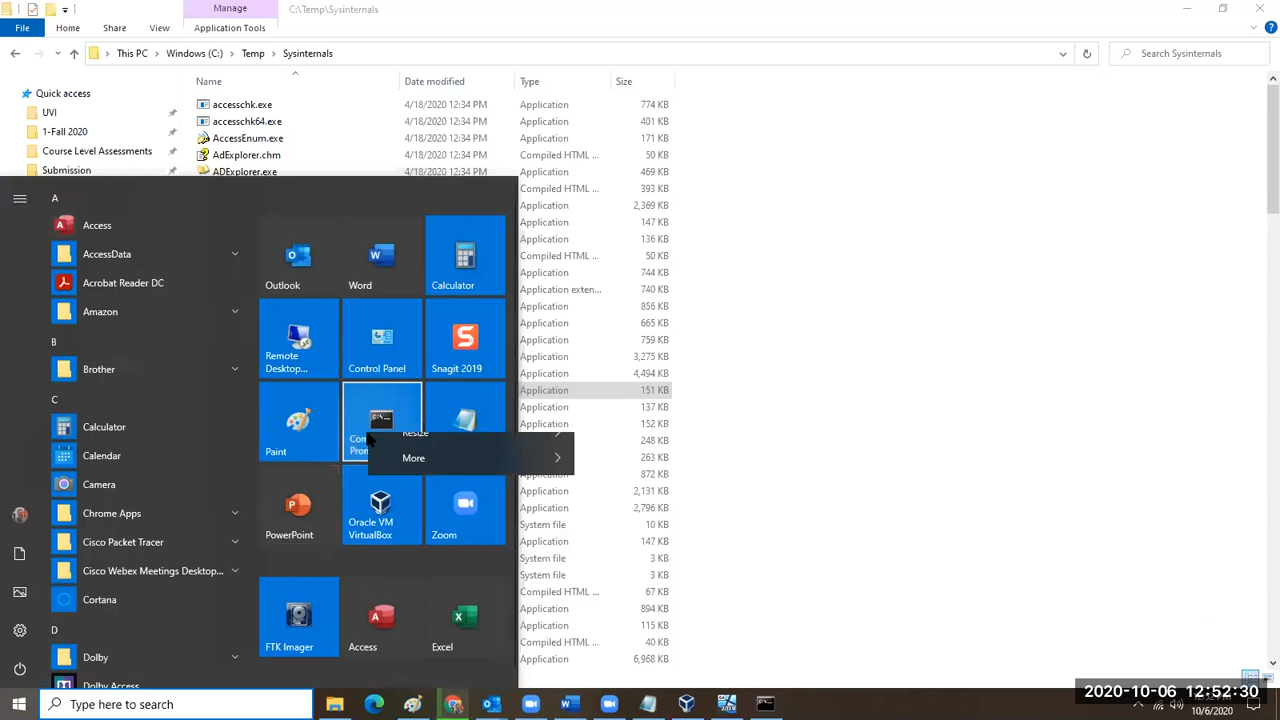 Manage
C:\Temp\Sysinternals
File
Home
Share
View
Application Tools
This PC
Windows (C:)
Temp
Sysinternals
Search Sysinternals
Name
Date modified
Type
Size
Quick access
UVI
1-Fall 2020
Course Level Assessments
Submission
accesschk.exe 4/18/2020 12:34 PM Application 774 KB
accesschk64.exe 4/18/2020 12:34 PM Application 401 KB
AccessEnum.exe 4/18/2020 12:34 PM Application 171 KB
AdExplorer.chm 4/18/2020 12:34 PM Compiled HTML ... 50 KB
ADExplorer.exe 4/18/2020 12:34 PM Application 469 KB
Compiled HTML ... 393 KB
Application 2,369 KB
Application 147 KB
Application 136 KB
Compiled HTML ... 50 KB
Application 744 KB
Application exten... 740 KB
Application 856 KB
Application 665 KB
Application 759 KB
Application 3,275 KB
Application 4,494 KB
Application 151 KB
Application 137 KB
Application 152 KB
248 KB
263 KB
Application 872 KB
Application 2,131 KB
Application 2,796 KB
System file 10 KB
Application 147 KB
System file 3 KB
System file 3 KB
Compiled HTML ... 67 KB
Application 894 KB
Application 115 KB
Compiled HTML ... 40 KB
Application 6,968 KB
A
Access
AccessData
Acrobat Reader DC
Amazon
B
Brother
C
Calculator
Calendar
Camera
Chrome Apps
Cisco Packet Tracer
Cisco Webex Meetings Desktop...
Cortana
D
Dolby
Dolby Access
Outlook
Word
Calculator
Remote
Desktop...
Control Panel
Snagit 2019
Paint
Resize
More
PowerPoint
Oracle VM
VirtualBox
Zoom
FTK Imager
Access
Excel
Type here to search
2020-10-06 12:52:30
10/6/2020